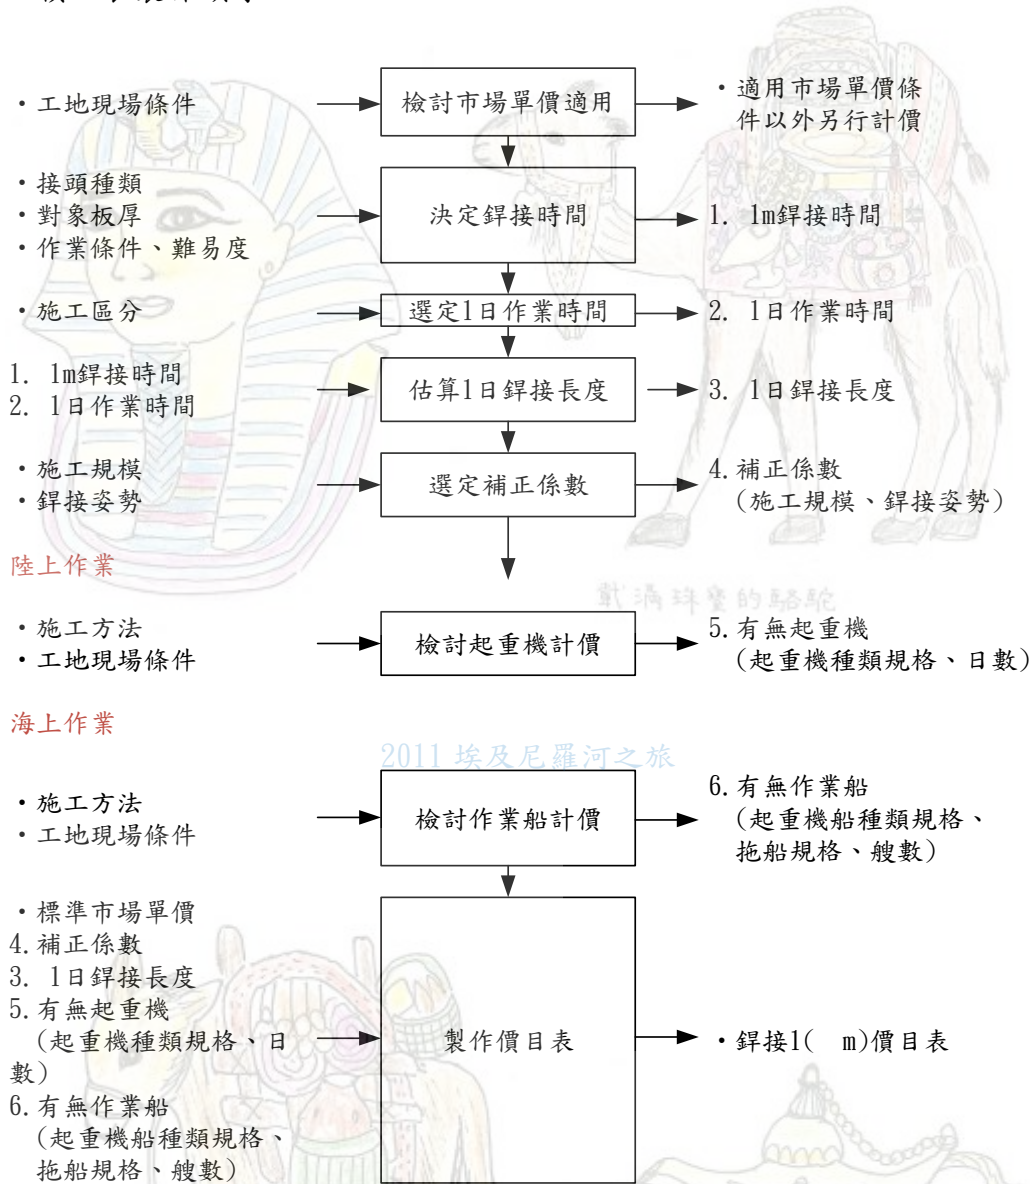 ・工地現場條件
檢討市場單價適用
・適用市場單價條
件以外另行計價
・接頭種類
・對象板厚
・作業條件、難易度
決定銲接時間
1. 1m銲接時間
・施工區分
選定1日作業時間
2. 1日作業時間
1. 1m銲接時間
2. 1日作業時間
估算1日銲接長度
3. 1日銲接長度
・施工規模
・銲接姿勢
選定補正係數
4.補正係數
(施工規模、銲接姿勢)
陸上作業
戴滿珠寶的駱駝
・施工方法
・工地現場條件
檢討起重機計價
5.有無起重機
(起重機種類規格、日數)
海上作業
2011 埃及尼羅河之旅
・施工方法
・工地現場條件
檢討作業船計價
6.有無作業船
(起重機船種類規格、
拖船規格、艘數)
・標準市場單價
4.補正係數
3. 1日銲接長度
5.有無起重機
(起重機種類規格、日
數)
6.有無作業船
(起重機船種類規格、
拖船規格、艘數)
製作價目表
・銲接1( m)價目表